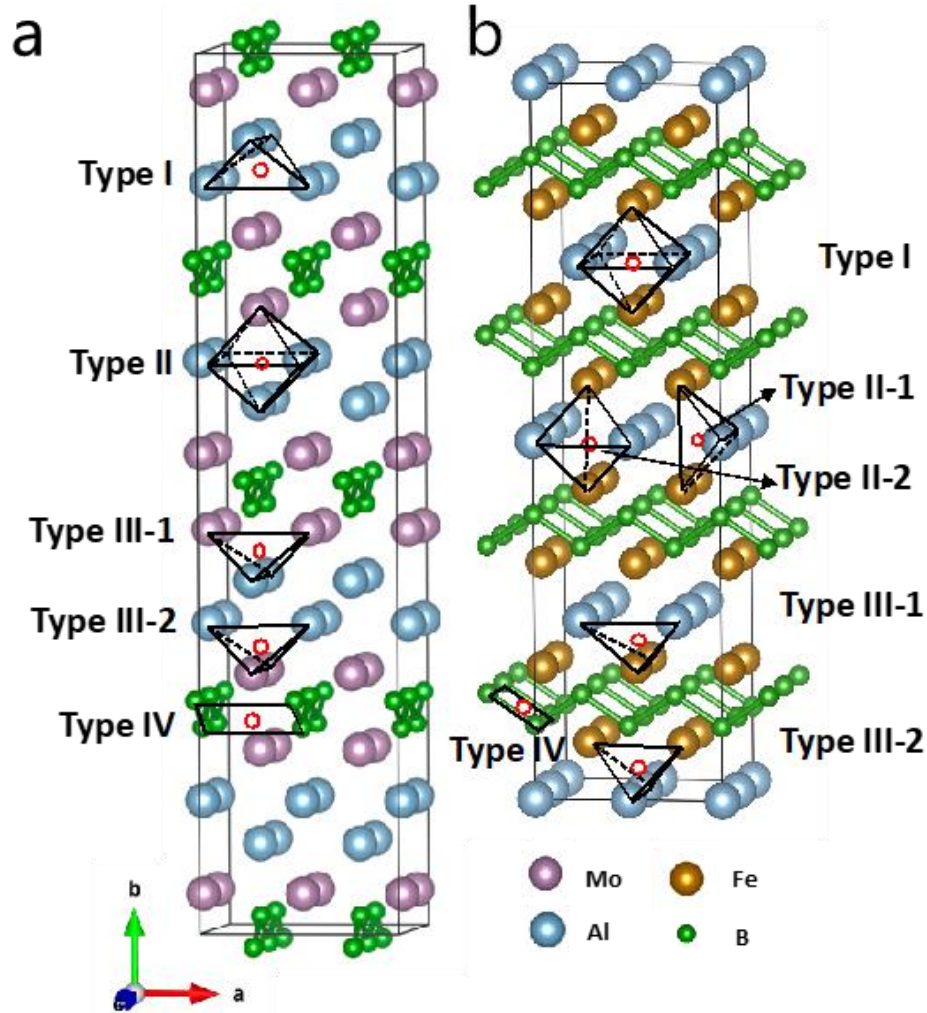 a
b
Type I
Type I
Type II
Type II-1
Type II-2
Type III-1
Type III-2
Type III-1
Type IV
Type IV
Type III-2
b
a
Mo
Fe
Al
B